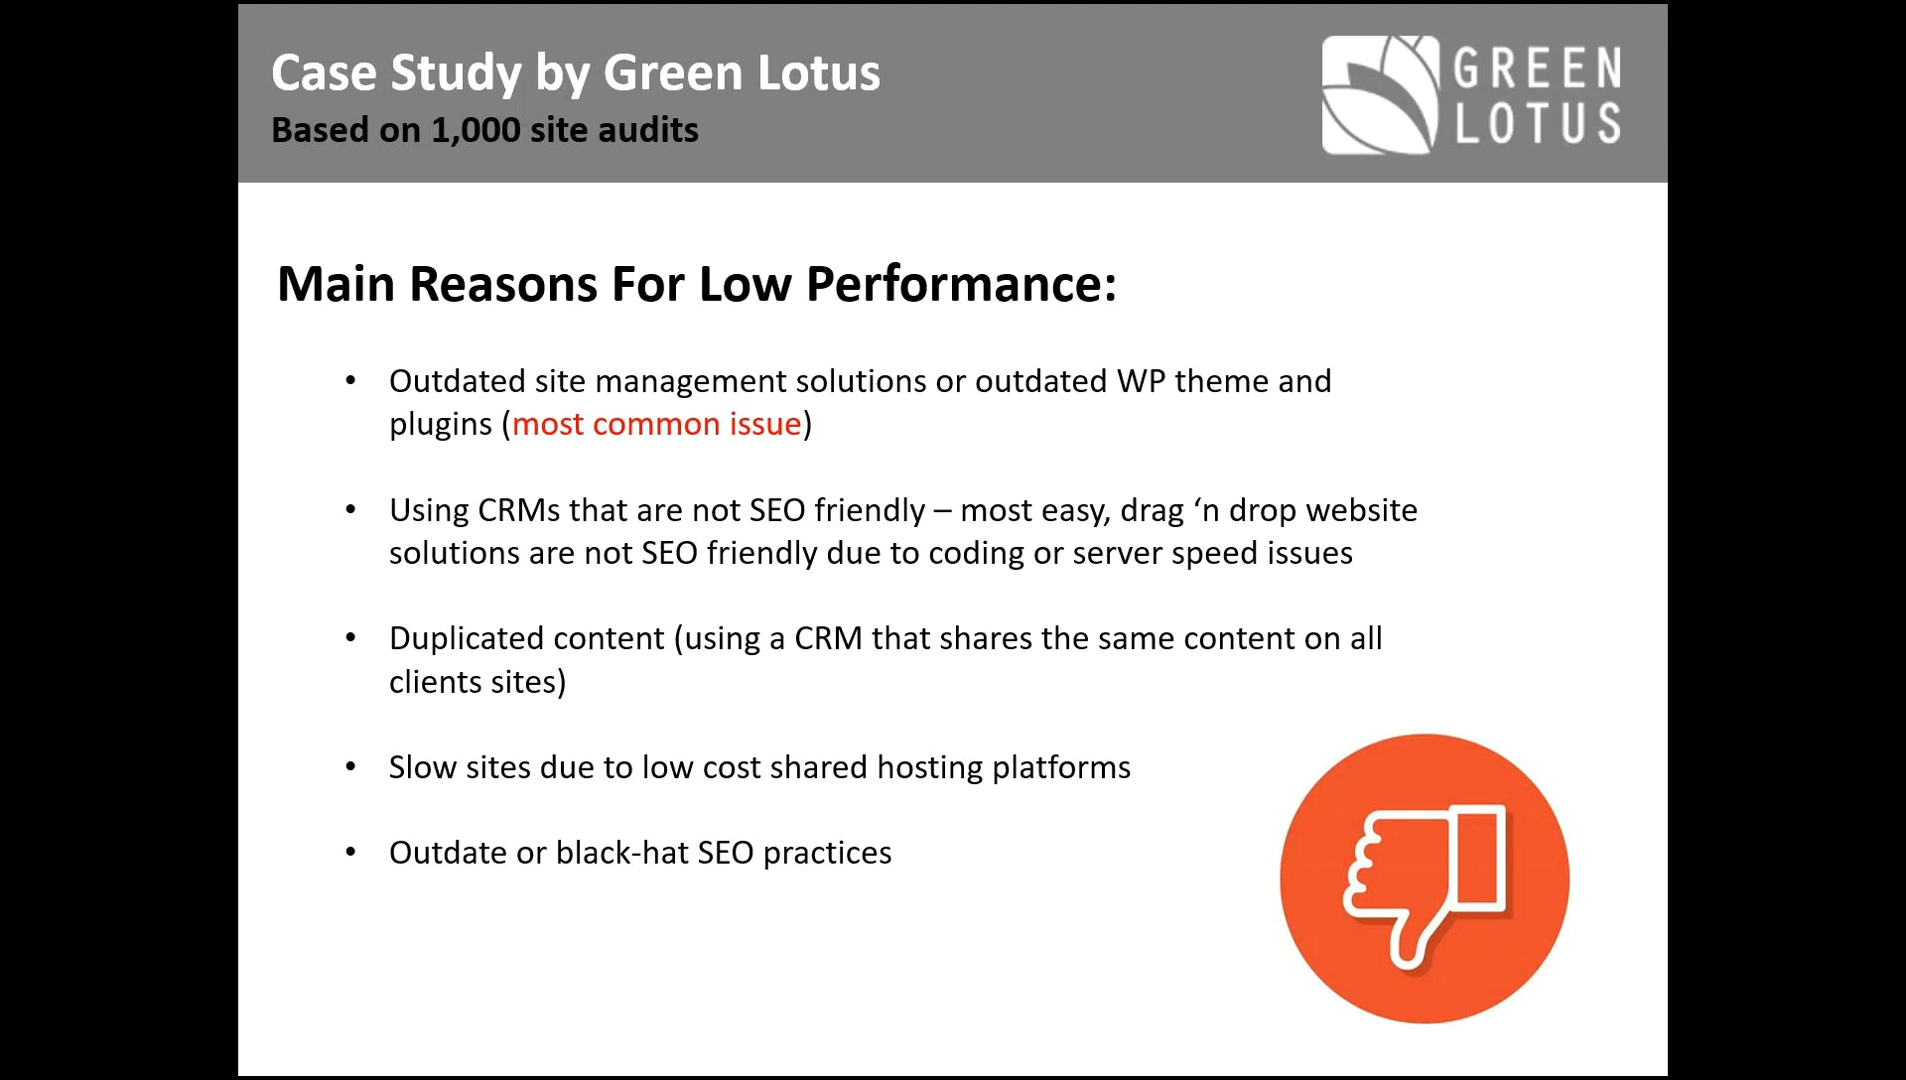 Case Study by Green Lotus
Based on 1,000 site audits
GREEN
LOTUS
Main Reasons For Low Performance:
• Outdated site management solutions or outdated WP theme and
plugins (most common issue)
• Using CRMs that are not SEO friendly – most easy, drag ‘n drop website
solutions are not SEO friendly due to coding or server speed issues
• Duplicated content (using a CRM that shares the same content on all
clients sites)
• Slow sites due to low cost shared hosting platforms
• Outdate or black-hat SEO practices